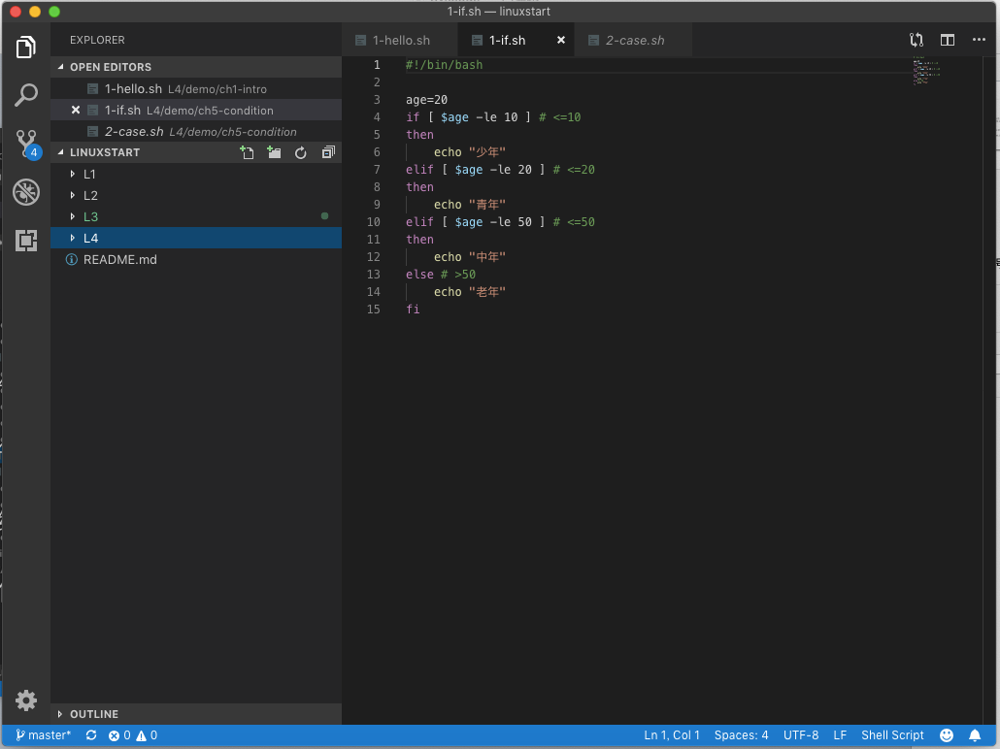 1-if.sh — linuxstart
EXPLORER
OPEN EDITORS
1-hello.sh L4/demo/ch1-intro
1-if.sh L4/demo/ch5-condition
2-case.sh L4/demo/ch5-condition
LINUXSTART
L1
L2
L3
L4
README.md
OUTLINE
4
1-hello.sh 1-if.sh 2-case.sh
1 #!/bin/bash
2
3 age=20
4 if [ $age -le 10 ] # <=10
5 then
6 echo "少年"
7 elif [ $age -le 20 ] # <=20
8 then
9 echo "青年"
10 elif [ $age -le 50 ] # <=50
11 then
12 echo "中年"
13 else # >50
14 echo "老年"
15 fi
master* 0 0 Ln 1, Col 1 Spaces: 4 UTF-8 LF Shell Script